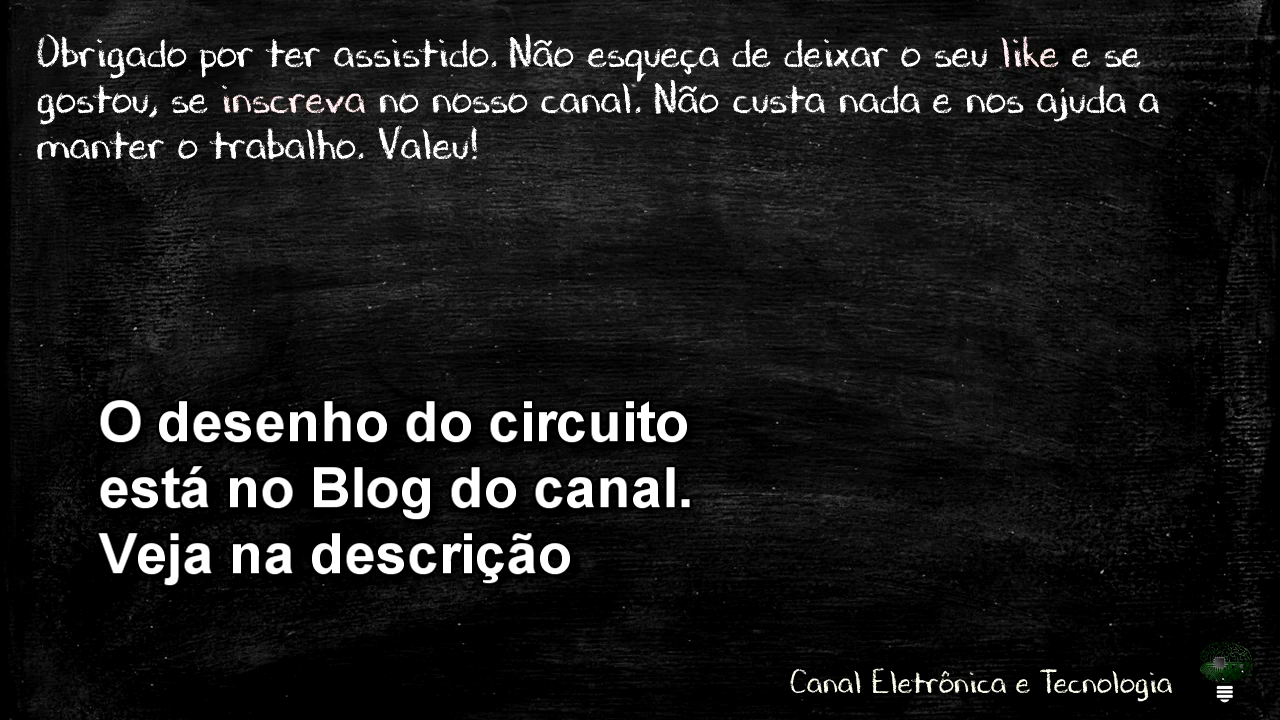 Obrigado por ter assistido. Não esqueça de deixar o seu like e se
gostou, se inscreva no nosso canal. Não custa nada e nos ajuda a
manter o trabalho. Valeu!
O desenho do circuito
está no Blog do canal.
Veja na descrição
Canal Eletrônica e Tecnologia